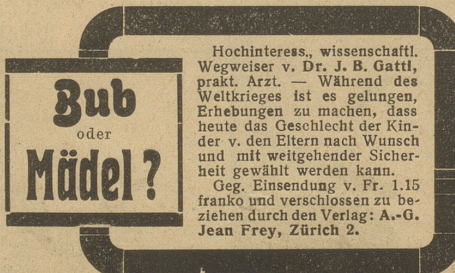 Bub
oder
Mädel?
Hochinteress., wissenschaftl.
Wegweiser v. Dr. J. B. Gattl,
prakt. Arzt. — Während des
Weltkrieges ist es gelungen,
Erhebungen zu machen, dass
heute das Geschlecht der Kin-
der v. den Eltern nach Wunsch
und mit weitgehender Sicher-
heit gewählt werden kann.
Geg. Einsendung v. Fr. 1.15
franko und verschlossen zu be-
ziehen durch den Verlag: A.-G.
Jean Frey, Zürich 2.